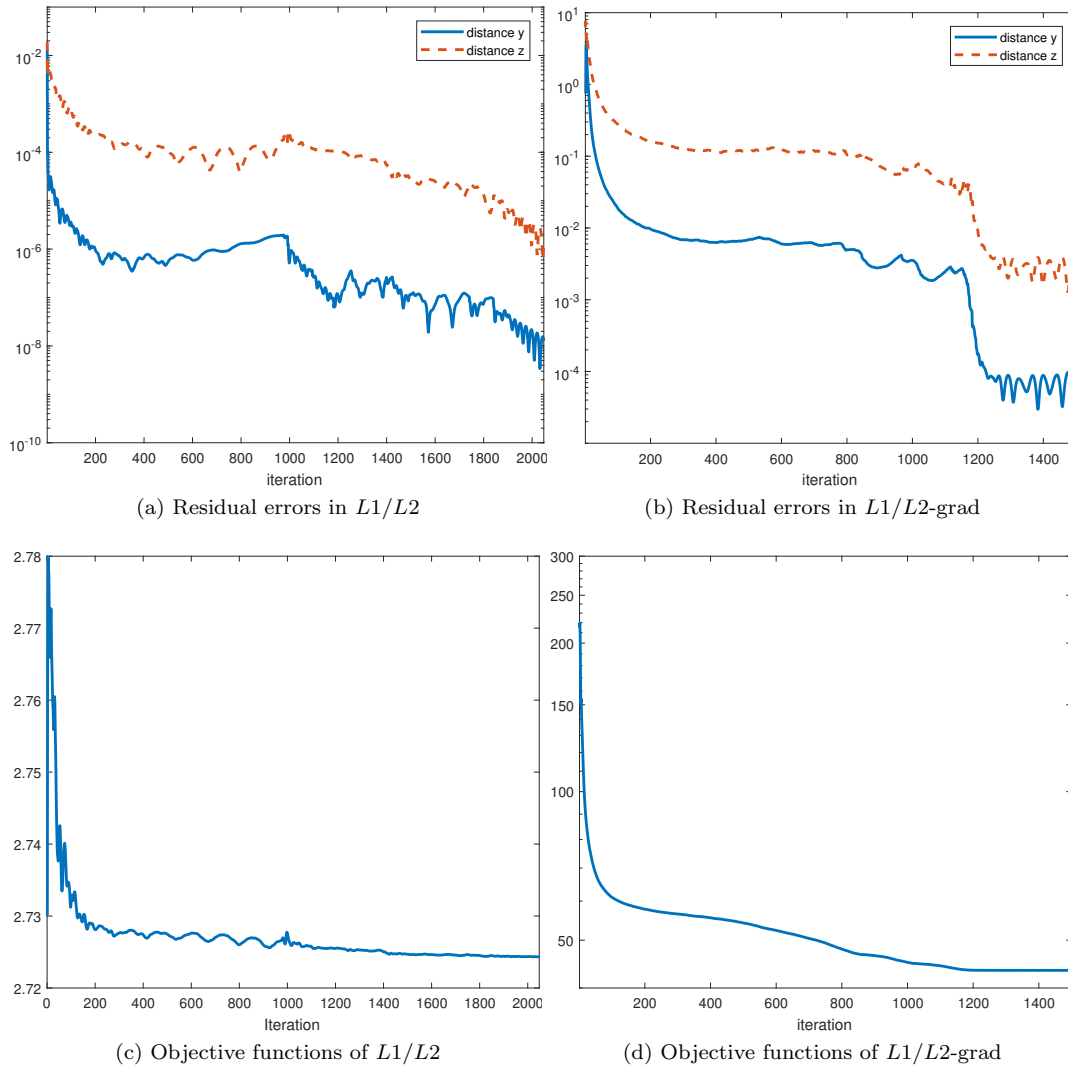 distance y
distance z
10^-2
10^-4
10^-6
10^-8
10^-10
200 400 600 800 1000 1200 1400 1600 1800 2000
iteration
(a) Residual errors in L1/L2
distance y
distance z
10^1
10^0
10^-1
10^-2
10^-3
10^-4
200 400 600 800 1000 1200 1400
iteration
(b) Residual errors in L1/L2-grad
2.78
2.77
2.76
2.75
2.74
2.73
2.72
0 200 400 600 800 1000 1200 1400 1600 1800 2000
Iteration
(c) Objective functions of L1/L2
300
250
200
150
100
50
200 400 600 800 1000 1200 1400
iteration
(d) Objective functions of L1/L2-grad